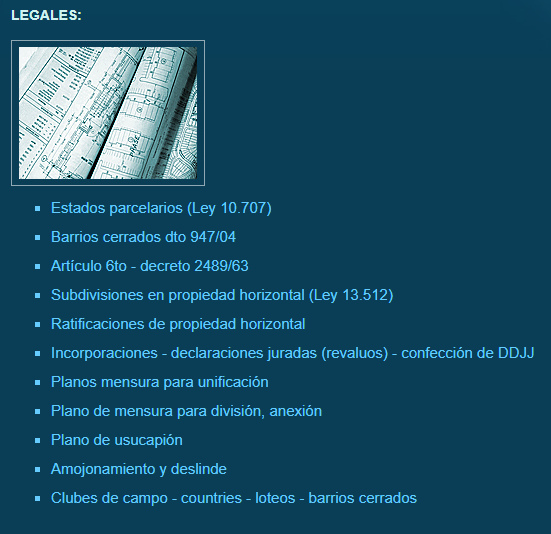 LEGALES:
Estados parcelarios (Ley 10.707)
Barrios cerrados dto 947/04
Artículo 6to - decreto 2489/63
Subdivisiones en propiedad horizontal (Ley 13.512)
Ratificaciones de propiedad horizontal
Incorporaciones - declaraciones juradas (revaluos) - confección de DDJJ
Planos mensura para unificación
Plano de mensura para división, anexión
Plano de usucapión
Amojonamiento y deslinde
Clubes de campo - countries - loteos - barrios cerrados